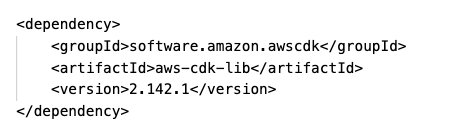 <dependency>
    <groupId>software.amazon.awscdk</groupId>
    <artifactId>aws-cdk-lib</artifactId>
    <version>2.142.1</version>
</dependency>